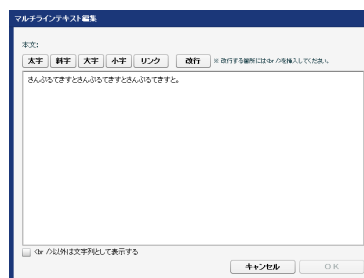 マルチラインテキスト編集
本文:
太字 斜字 大字 小字 リンク 改行 ※ 改行する個所には<br />を挿入してください。
さんぷるてきすとさんぷるてきすとさんぷるてきすと。
<br />以外は文字列として表示する
キャンセル OK